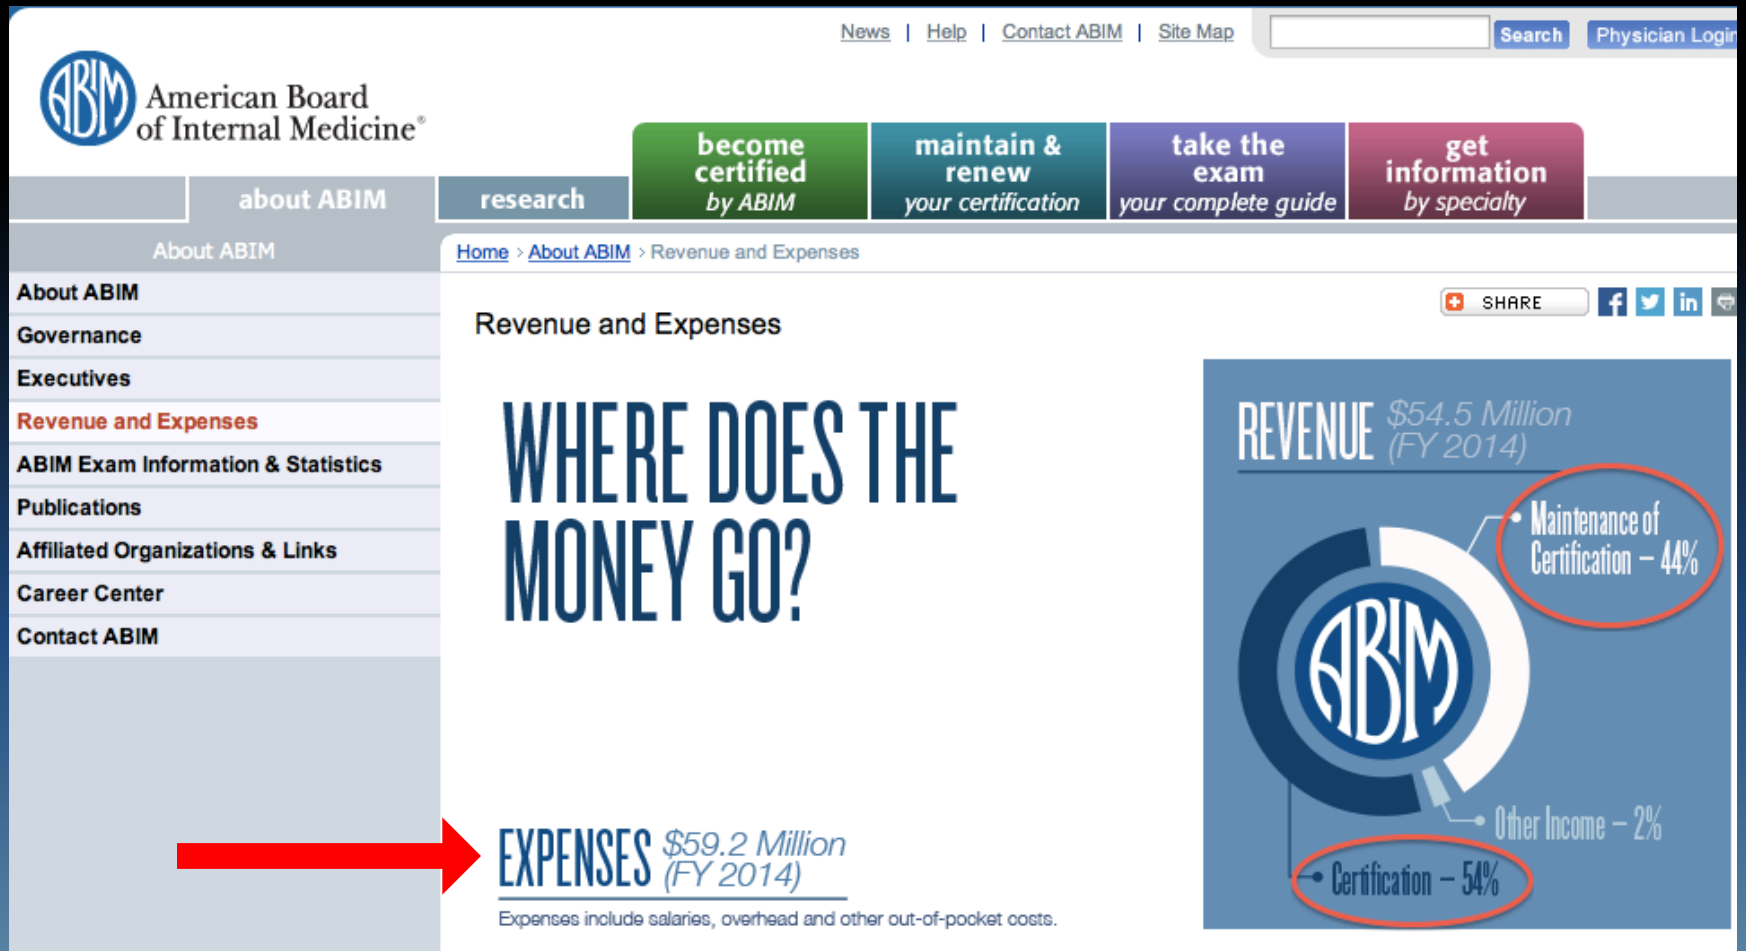 News | Help | Contact ABIM | Site Map
Search
Physician Login
ABIM
American Board
of Internal Medicine®
become
certified
by ABIM
maintain &
renew
your certification
take the
exam
your complete guide
get
information
by specialty
about ABIM
research
About ABIM
Home > About ABIM > Revenue and Expenses
About ABIM
Governance
Executives
Revenue and Expenses
ABIM Exam Information & Statistics
Publications
Affiliated Organizations & Links
Career Center
Contact ABIM
SHARE
Revenue and Expenses
WHERE DOES THE
MONEY GO?
REVENUE $54.5 Million
(FY 2014)
Maintenance of
Certification – 44%
ABIM
Other Income – 2%
Certification – 54%
EXPENSES $59.2 Million
(FY 2014)
Expenses include salaries, overhead and other out-of-pocket costs.